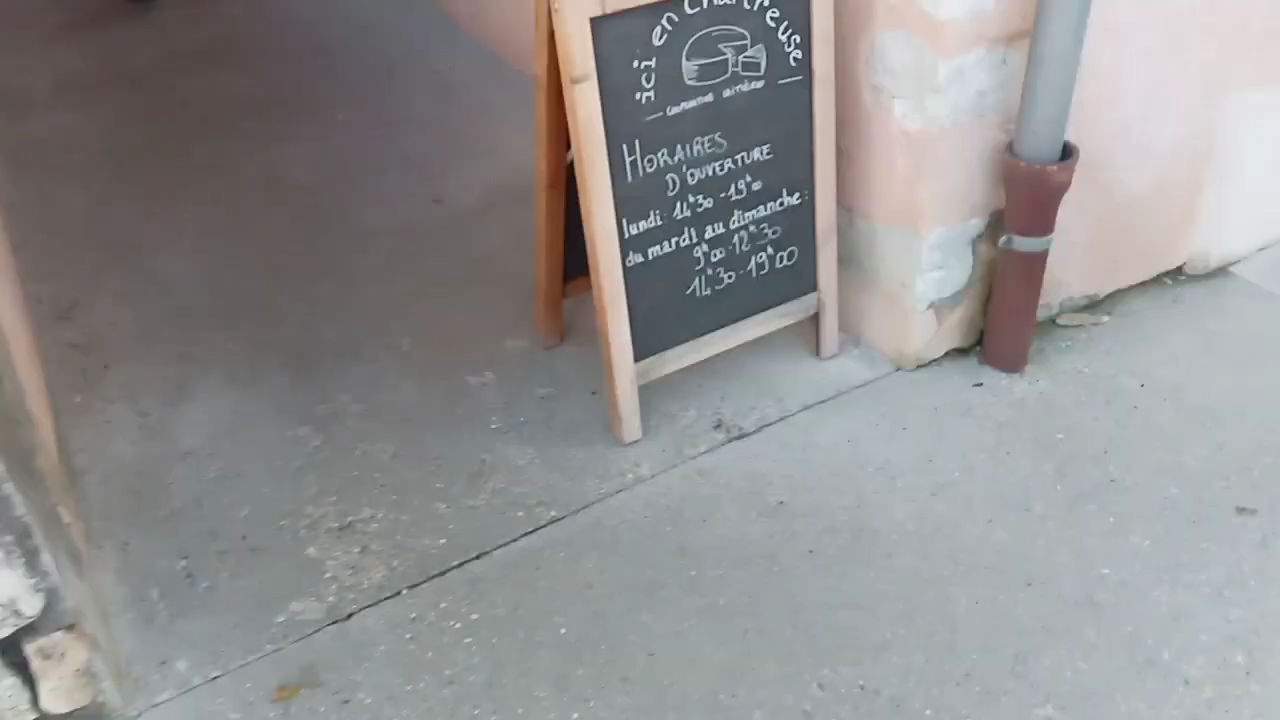 ici en Chartreuse
HORAIRES
D'OUVERTURE
lundi: 14h30 - 19h00
du mardi au dimanche:
9h00 - 12h30
14h30 - 19h00